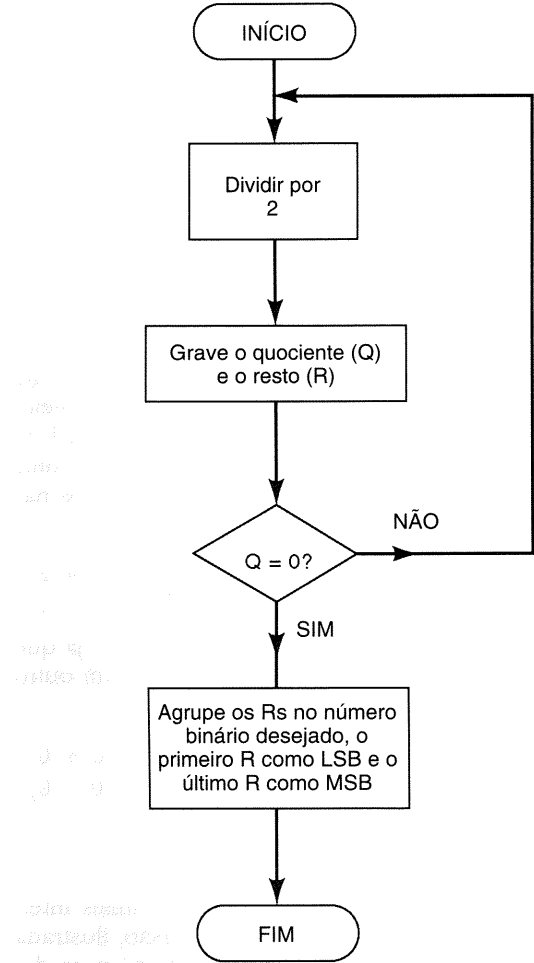 INÍCIO
Dividir por
2
Grave o quociente (Q)
e o resto (R)
Q = 0?
NÃO
SIM
Agrupe os Rs no número
binário desejado, o
primeiro R como LSB e o
último R como MSB
FIM